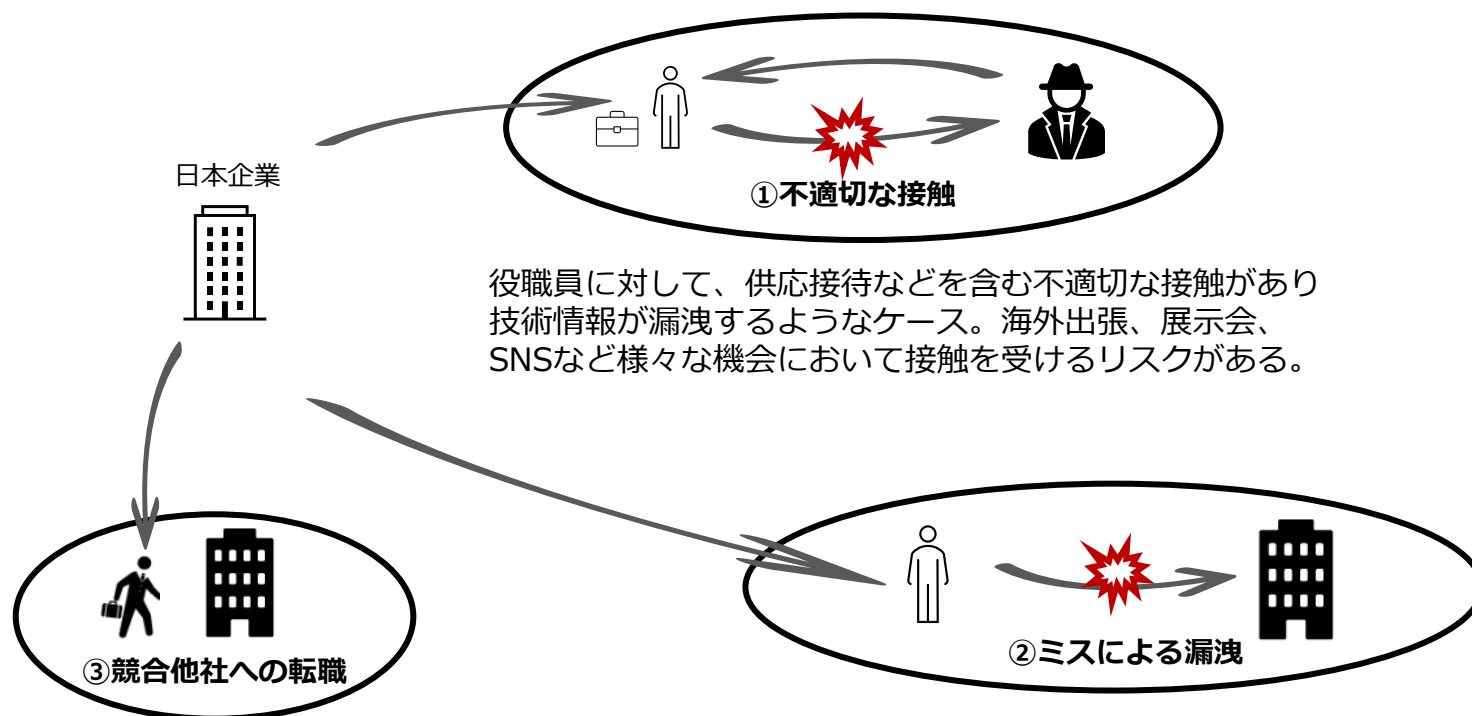 日本企業
①不適切な接触
役職員に対して、供応接待などを含む不適切な接触があり
技術情報が漏洩するようなケース。海外出張、展示会、
SNSなど様々な機会において接触を受けるリスクがある。
②ミスによる漏洩
③競合他社への転職